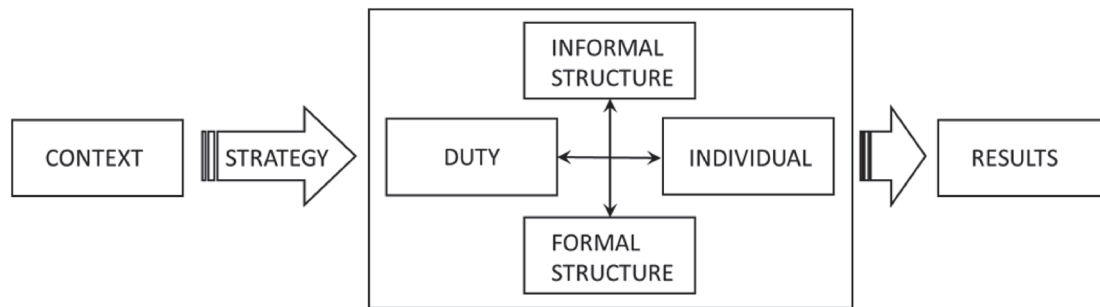 INFORMAL
STRUCTURE
CONTEXT
STRATEGY
DUTY
INDIVIDUAL
RESULTS
FORMAL
STRUCTURE